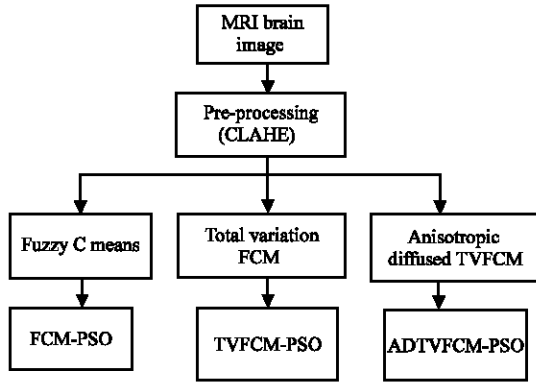 MRI brain
image
Pre-processing
(CLAHE)
Fuzzy C means
Total variation
FCM
Anisotropic
diffused TVFCM
FCM-PSO
TVFCM-PSO
ADTVFCM-PSO